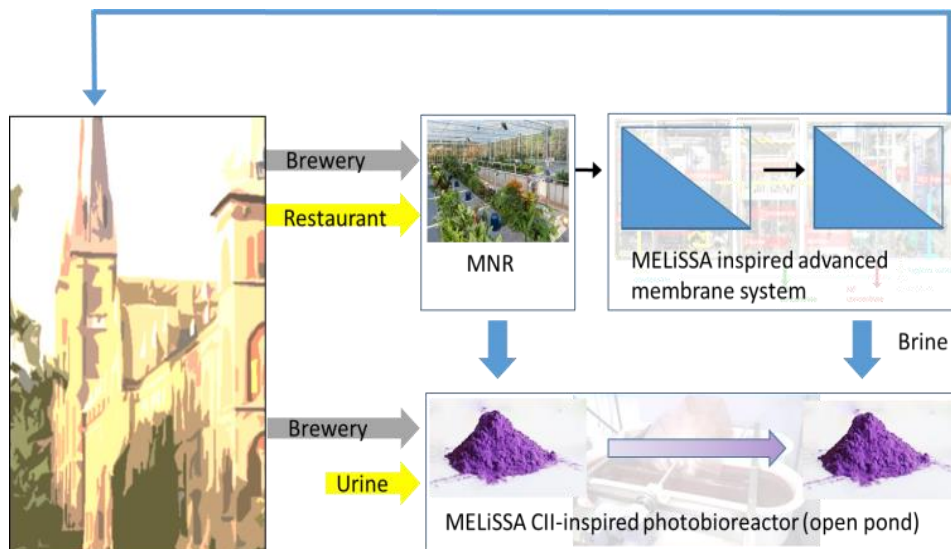 Brewery
Restaurant
MNR
MELiSSA inspired advanced
membrane system
Brine
Brewery
Urine
MELiSSA CII-inspired photobioreactor (open pond)